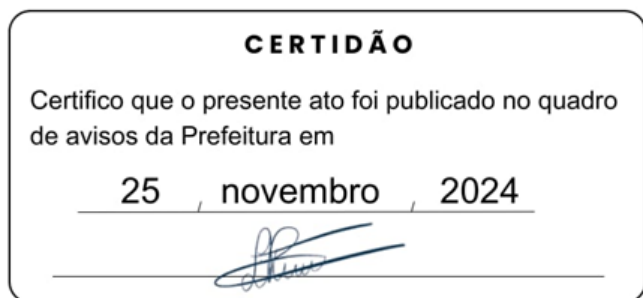 CERTIDÃO
Certifico que o presente ato foi publicado no quadro
de avisos da Prefeitura em
25 , novembro , 2024